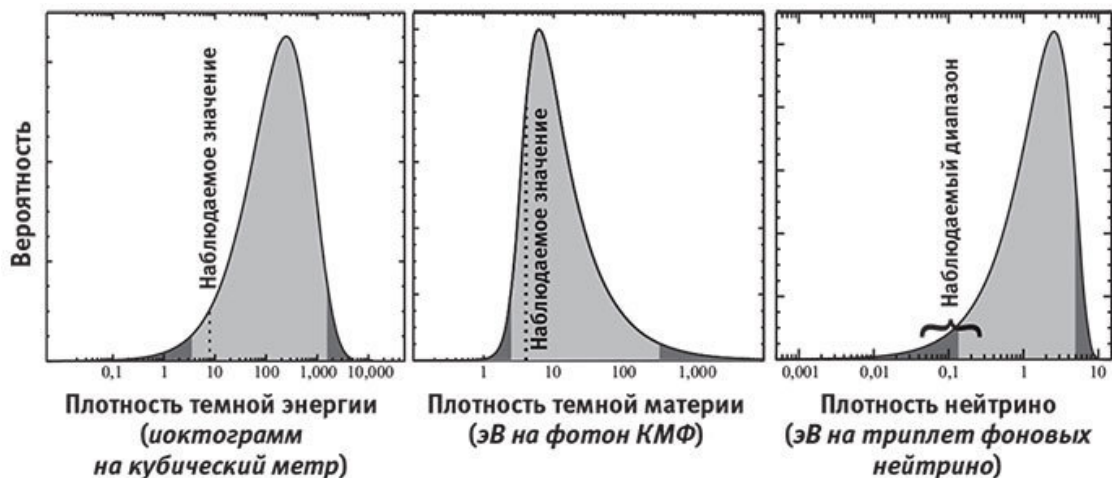 Вероятность
Наблюдаемое значение
0,1 1 10 100 1,000 10,000
Плотность темной энергии
(иоктограмм
на кубический метр)
Наблюдаемое значение
1 10 100 1,000
Плотность темной материи
(эВ на фотон КМФ)
Наблюдаемый диапазон
0,001 0,01 0,1 1 10
Плотность нейтрино
(эВ на триплет фоновых
нейтрино)